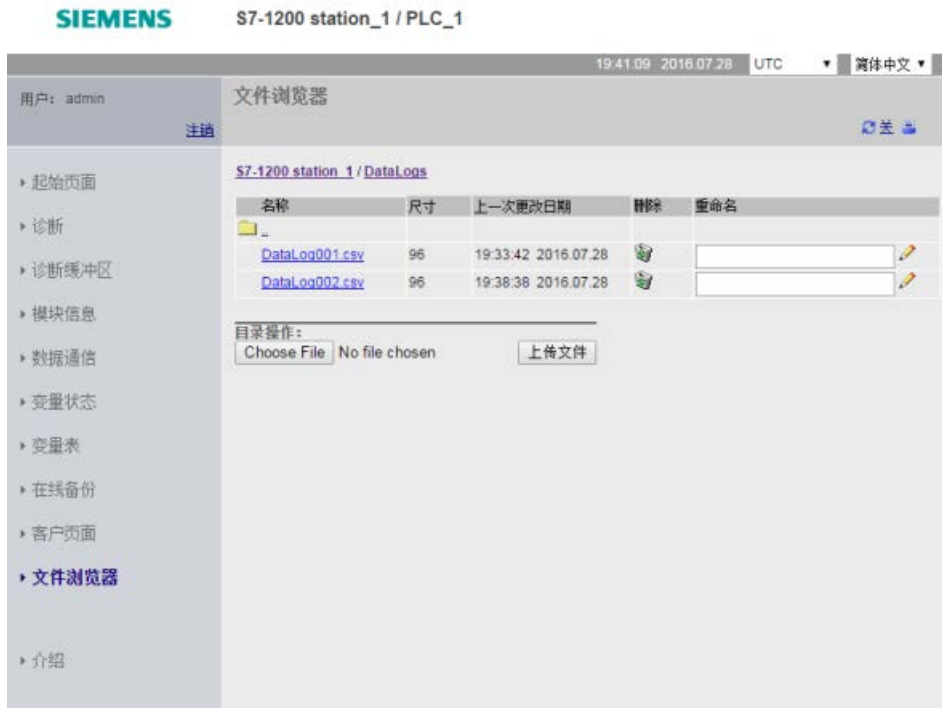 SIEMENS
S7-1200 station_1 / PLC_1
19:41:09 2016.07.28 UTC 简体中文
用户: admin
文件浏览器
注销
关
S7-1200 station_1 / DataLogs
起始页面
诊断
诊断缓冲区
模块信息
数据通信
变量状态
变量表
在线备份
客户页面
文件浏览器
介绍
名称 尺寸 上一次更改日期 删除 重命名
..
DataLog001.csv 96 19:33:42 2016.07.28
DataLog002.csv 96 19:38:38 2016.07.28
目录操作:
Choose File No file chosen 上传文件